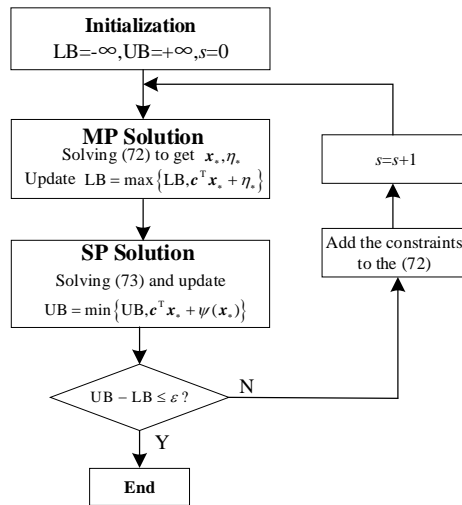 Initialization
LB=-∞,UB=+∞,s=0
MP Solution
Solving (72) to get x*,η*
Update LB = max{LB,cᵀx* + η*}
SP Solution
Solving (73) and update
UB = min{UB,cᵀx* + ψ(x*)}
UB − LB ≤ ε ?
N
Y
End
s=s+1
Add the constraints
to the (72)